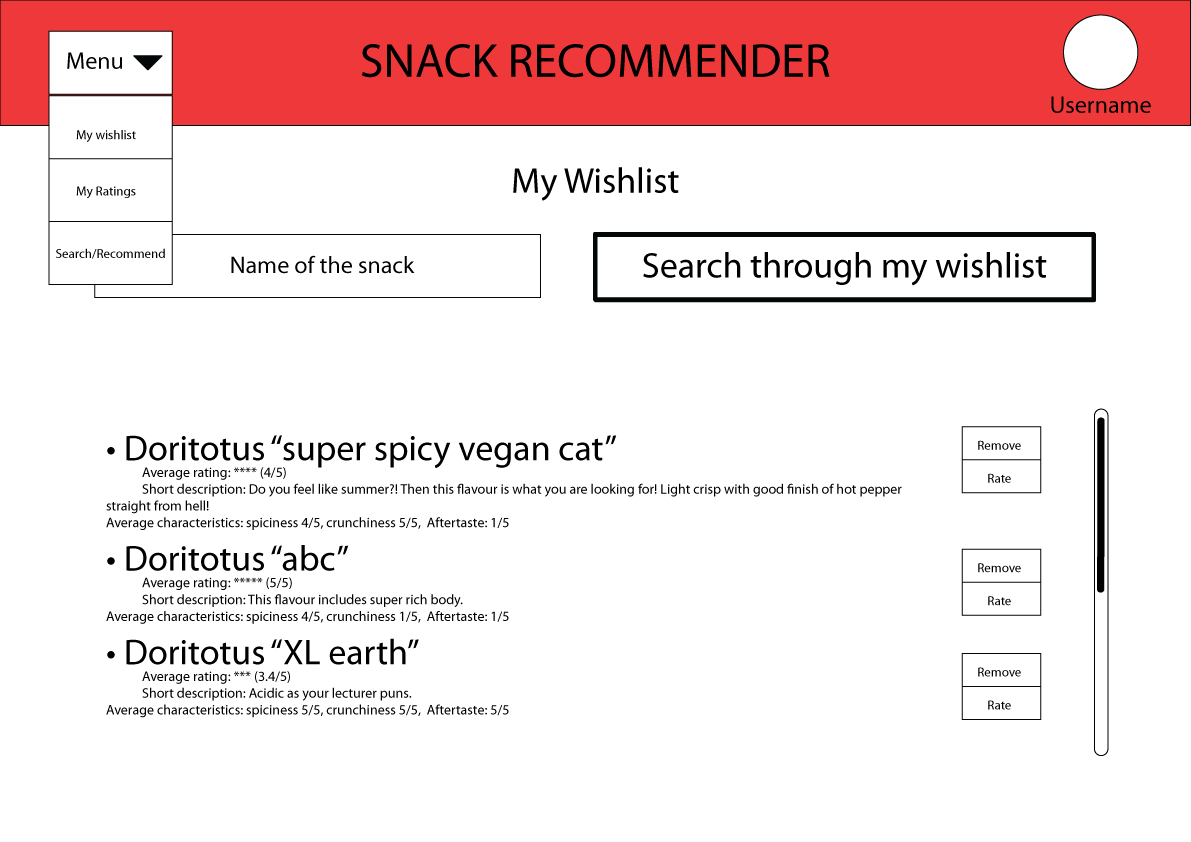 SNACK RECOMMENDER
Menu
Username
My wishlist
My Ratings
Search/Recommend
My Wishlist
Name of the snack
Search through my wishlist
• Doritotus “super spicy vegan cat”
Average rating: **** (4/5)
Short description: Do you feel like summer?! Then this flavour is what you are looking for! Light crisp with good finish of hot pepper
straight from hell!
Average characteristics: spiciness 4/5, crunchiness 5/5, Aftertaste: 1/5
Remove
Rate
• Doritotus “abc”
Average rating: ***** (5/5)
Short description: This flavour includes super rich body.
Average characteristics: spiciness 4/5, crunchiness 1/5, Aftertaste: 1/5
Remove
Rate
• Doritotus “XL earth”
Average rating: *** (3.4/5)
Short description: Acidic as your lecturer puns.
Average characteristics: spiciness 5/5, crunchiness 5/5, Aftertaste: 5/5
Remove
Rate